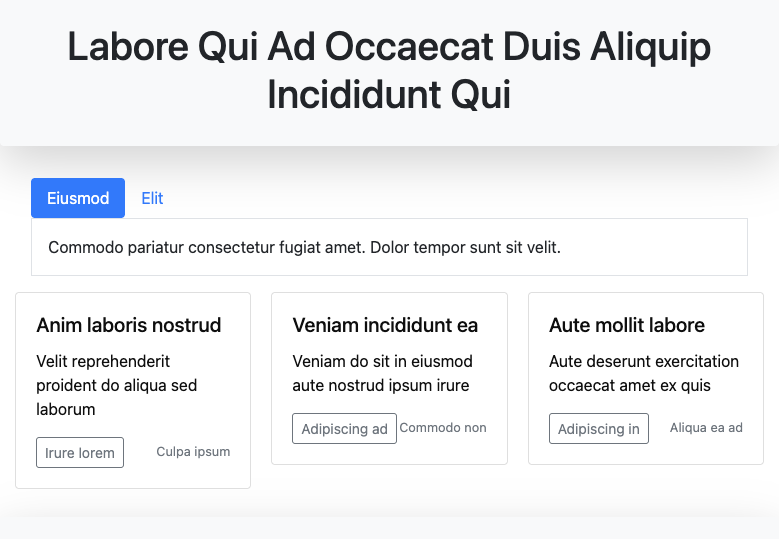 Labore Qui Ad Occaecat Duis Aliquip
Incididunt Qui
Eiusmod
Elit
Commodo pariatur consectetur fugiat amet. Dolor tempor sunt sit velit.
Anim laboris nostrud
Velit reprehenderit
proident do aliqua sed
laborum
Irure lorem
Culpa ipsum
Veniam incididunt ea
Veniam do sit in eiusmod
aute nostrud ipsum irure
Adipiscing ad
Commodo non
Aute mollit labore
Aute deserunt exercitation
occaecat amet ex quis
Adipiscing in
Aliqua ea ad